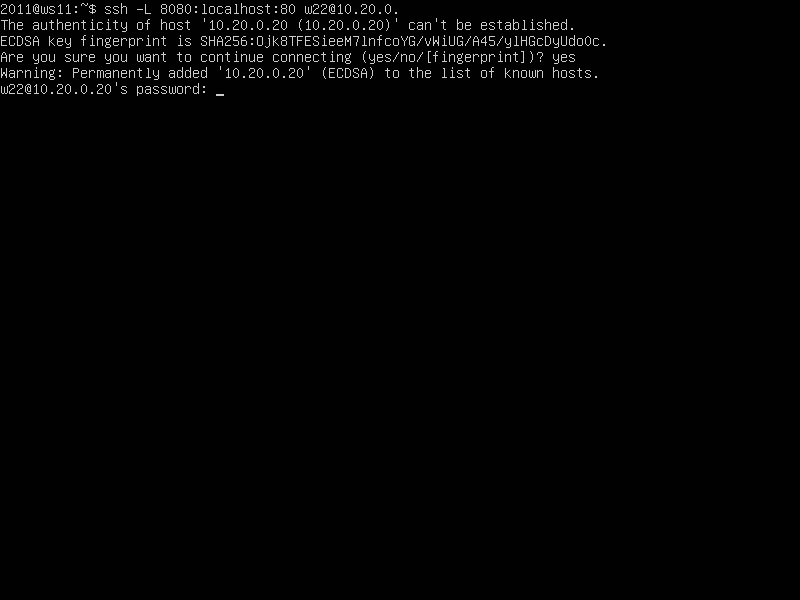 2011@ws11:~$ ssh -L 8080:localhost:80 w22@10.20.0.
The authenticity of host '10.20.0.20 (10.20.0.20)' can't be established.
ECDSA key fingerprint is SHA256:Ojk8TFESieeM7lnfcoYG/vWiUG/A45/ylHGcDyUdoOc.
Are you sure you want to continue connecting (yes/no/[fingerprint])? yes
Warning: Permanently added '10.20.0.20' (ECDSA) to the list of known hosts.
w22@10.20.0.20's password: _